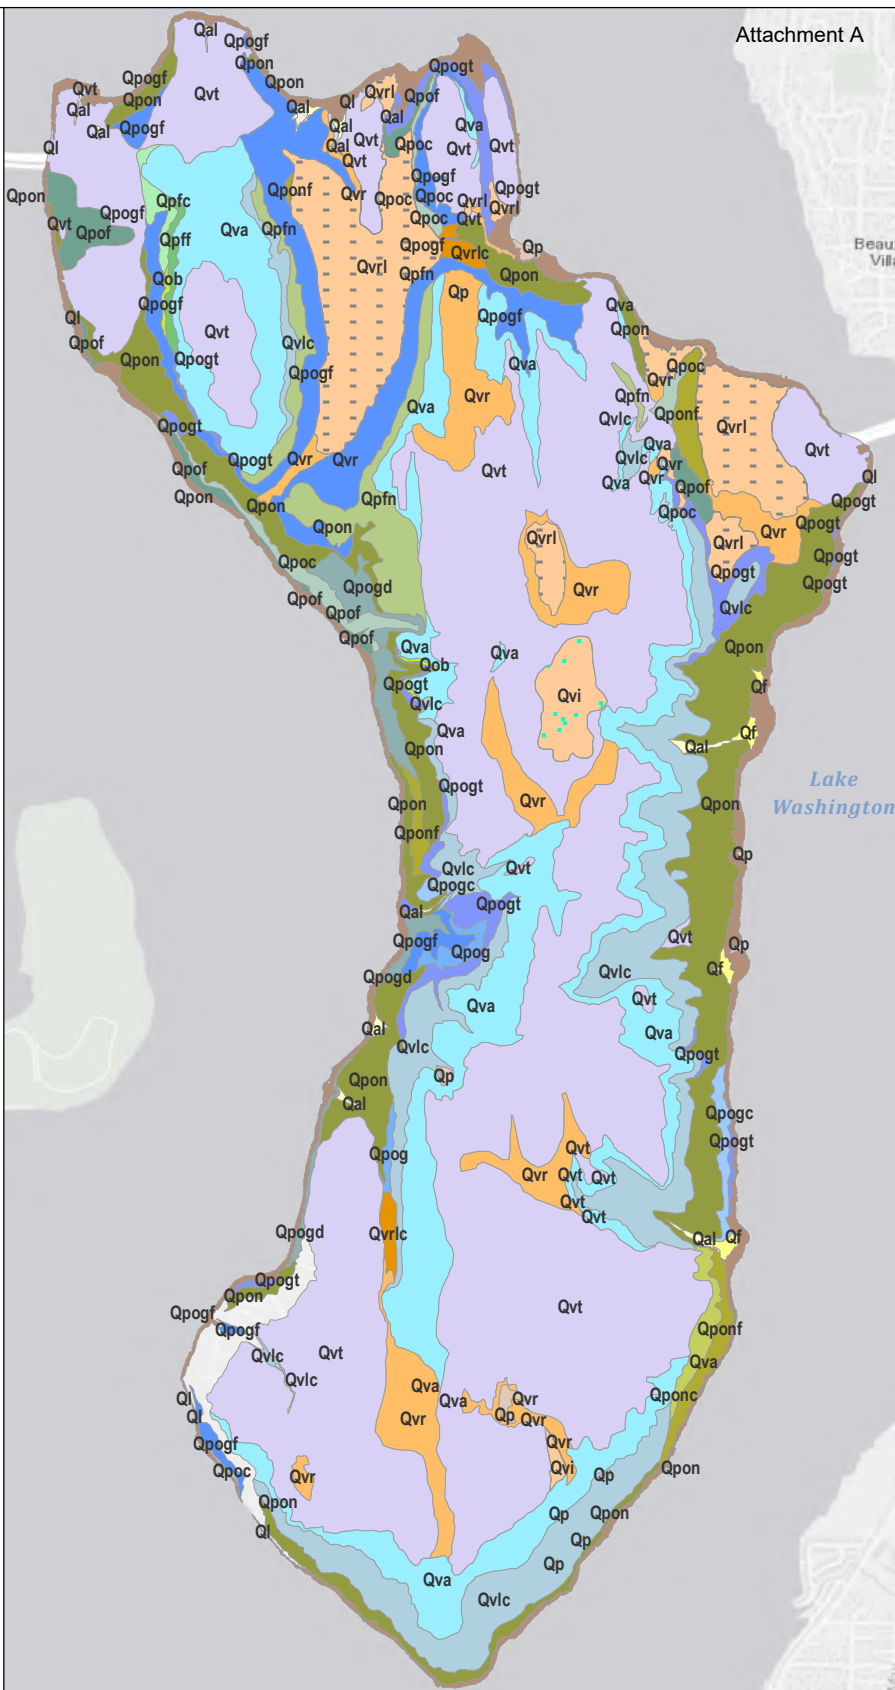 Attachment A
Qal
Qpogf
Qpon
Qpogf
Qpon
Qpogt
Qvt
Qpon
Qvt
Qvrl
Qpof
Qal
Ql
Qal
Qal
Qal
Qpogf
Qal
Qva
Qal
Qvt
Qpoc
Qvt
Qvt
Ql
Qvt
Qpogf
Qponf
Qvr
Qpoc
Qpoc
Qpogt
Qpon
Qpfc
Qvrl
Qvrl
Qpogf
Qpoc
Qvt
Qvt
Qpof
Qpff
Qva
Qpfn
Qpogf
Qvrlc
Qp
Beau
Villa
Qvrl
Qpfn
Qpon
Qob
Qp
Qpogf
Qva
Qpogf
Ql
Qvt
Qpon
Qpof
Qvlc
Qpogt
Qpon
Qva
Qpoc
Qpogf
Qvr
Qvr
Qpfn
Qva
Qponf
Qvlc
Qpogt
Qvrl
Qva
Qvt
Qpogt
Qvr
Qvr
Qvlc
Qvr
Qpof
Qvt
Qvr
Ql
Qpon
Qva
Qpof
Qpon
Qpfn
Qpogt
Qpon
Qpoc
Qpogt
Qpon
Qvrl
Qvr
Qvrl
Qpogt
Qpoc
Qpogt
Qpogd
Qvr
Qpogt
Qpof
Qvlc
Qpof
Qpof
Qva
Qva
Qpon
Qob
Qpogt
Qvi
Qf
Qvlc
Qva
Qf
Qpon
Qal
Lake
Washington
Qpogt
Qpon
Qvr
Qpon
Qponf
Qp
Qvlc
Qvt
Qpogc
Qpogt
Qal
Qpogf
Qpog
Qvt
Qp
Qpogd
Qvlc
Qf
Qvt
Qva
Qal
Qva
Qvlc
Qpogt
Qp
Qpon
Qal
Qpogc
Qpogt
Qvt
Qpog
Qvr
Qvt
Qvt
Qvt
Qvt
Qpogd
Qvrlc
Qal
Qf
Qpogt
Qpon
Qpogf
Qvt
Qpogf
Qponf
Qvlc
Qvt
Qva
Qvlc
Qva
Qponc
Ql
Qva
Qvr
Ql
Qvr
Qp
Qvr
Qpogf
Qvr
Qpoc
Qvr
Qvi
Qp
Qpon
Qpon
Qp
Qpon
Ql
Qp
Qp
Qva
Qvlc